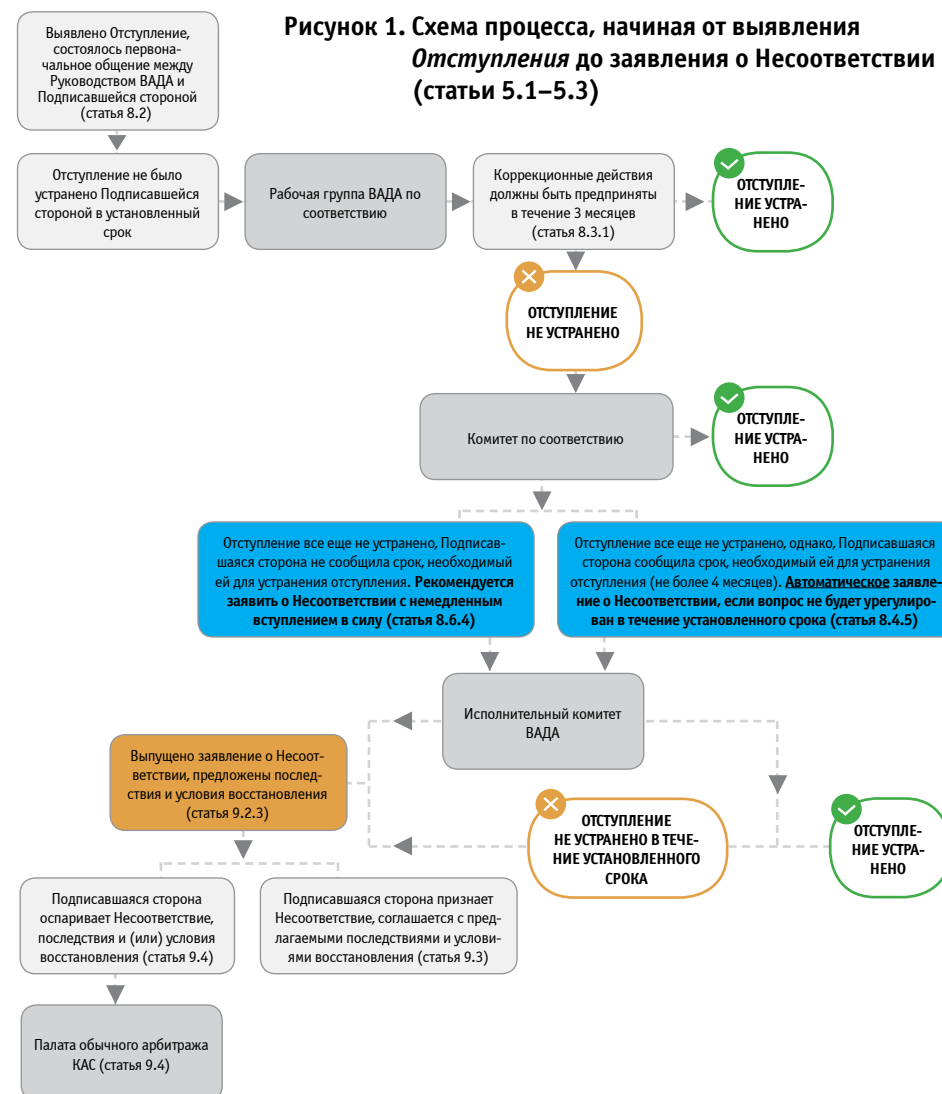 Рисунок 1. Схема процесса, начиная от выявления
Отступления до заявления о Несоответствии
(статьи 5.1–5.3)
Выявлено Отступление,
состоялось первона-
чальное общение между
Руководством ВАДА и
Подписавшейся стороной
(статья 8.2)
Отступление не было
устранено Подписавшейся
стороной в установленный
срок
Рабочая группа ВАДА по
соответствию
Коррекционные действия
должны быть предприняты
в течение 3 месяцев
(статья 8.3.1)
ОТСТУПЛЕ-
НИЕ УСТРА-
НЕНО
ОТСТУПЛЕНИЕ
НЕ УСТРАНЕНО
Комитет по соответствию
ОТСТУПЛЕ-
НИЕ УСТРА-
НЕНО
Отступление все еще не устранено, Подписав-
шаяся сторона не сообщила срок, необходимый
ей для устранения отступления. Рекомендуется
заявить о Несоответствии с немедленным
вступлением в силу (статья 8.6.4)
Отступление все еще не устранено, однако, Подписавшаяся
сторона сообщила срок, необходимый ей для устранения
отступления (не более 4 месяцев). Автоматическое заявле-
ние о Несоответствии, если вопрос не будет урегулиро-
ван в течение установленного срока (статья 8.4.5)
Исполнительный комитет
ВАДА
Выпущено заявление о Несоот-
ветствии, предложены послед-
ствия и условия восстановления
(статья 9.2.3)
ОТСТУПЛЕНИЕ
НЕ УСТРАНЕНО В ТЕЧЕ-
НИЕ УСТАНОВЛЕННОГО
СРОКА
ОТСТУПЛЕ-
НИЕ УСТРА-
НЕНО
Подписавшаяся сторона
оспаривает Несоответствие,
последствия и (или) условия
восстановления (статья 9.4)
Подписавшаяся сторона признает
Несоответствие, соглашается с пред-
лагаемыми последствиями и услови-
ями восстановления (статья 9.3)
Палата обычного арбитража
КАС (статья 9.4)